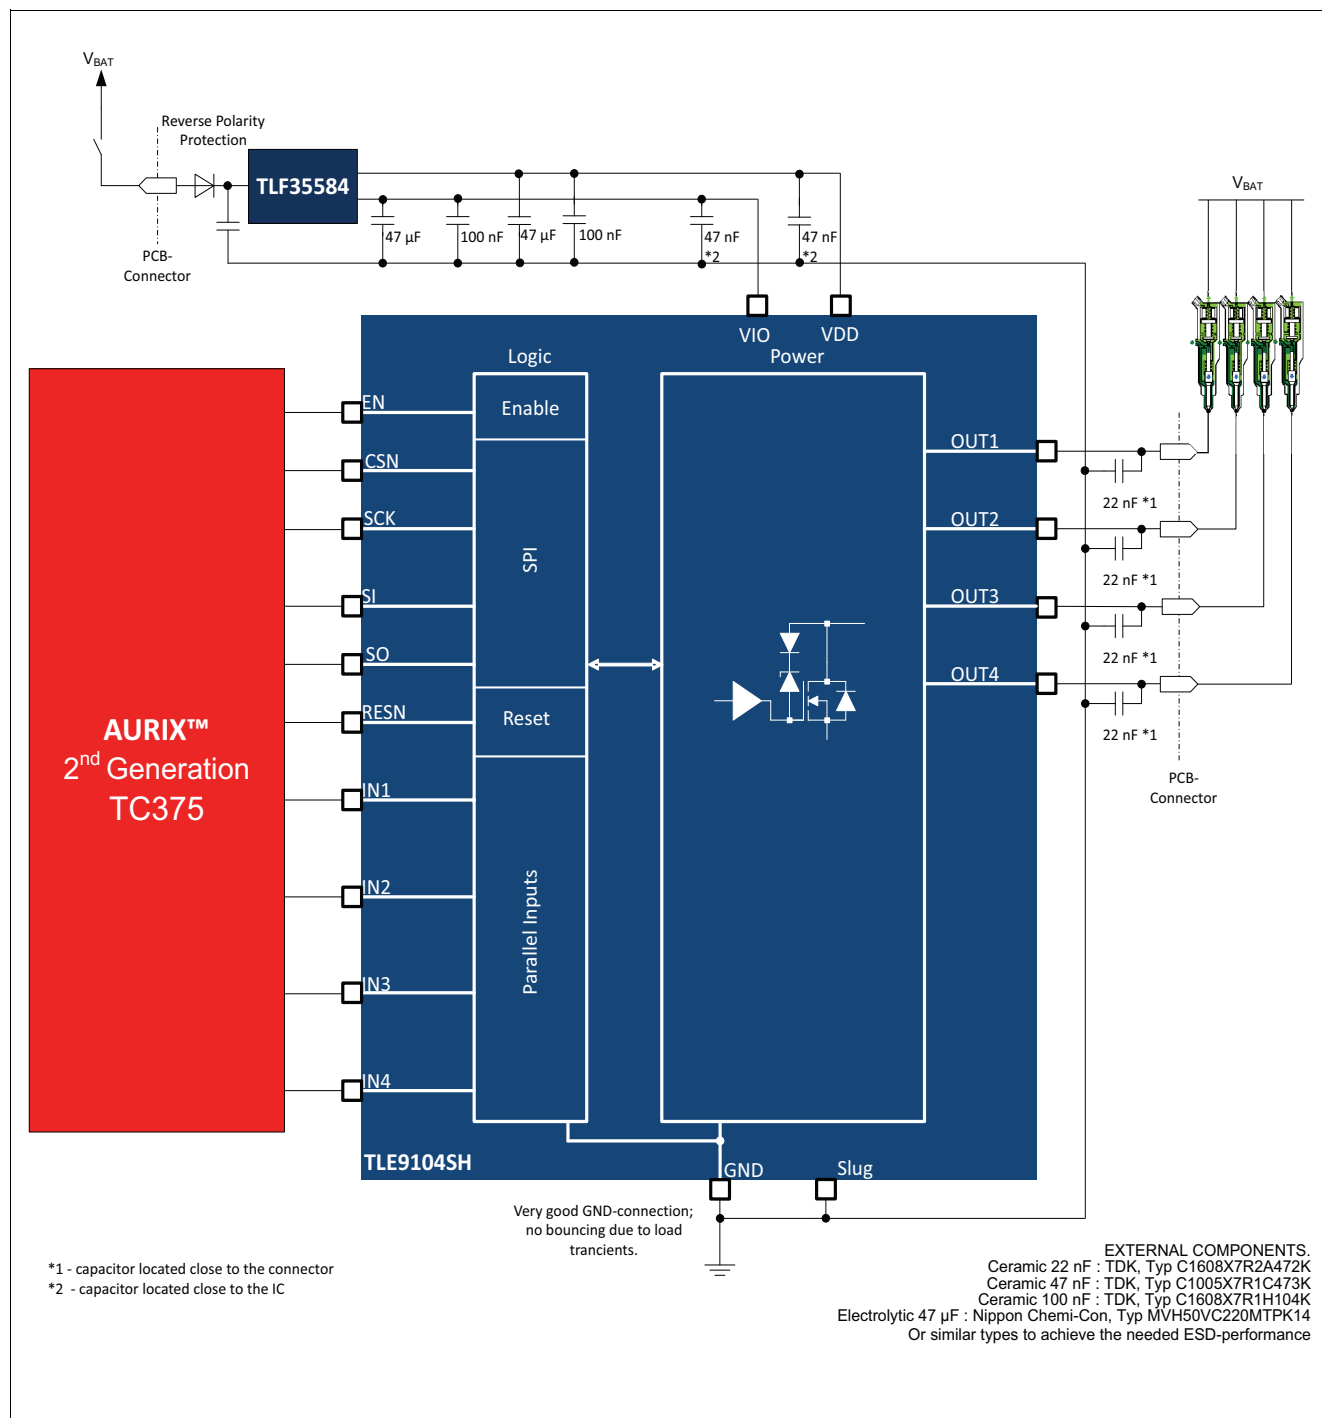 VBAT
Reverse Polarity
Protection
TLF35584
VBAT
47 µF
100 nF
47 µF
100 nF
47 nF
*2
47 nF
*2
PCB-
Connector
VIO
VDD
Logic
Power
EN
Enable
CSN
SCK
SPI
SI
SO
RESN
Reset
IN1
IN2
Parallel Inputs
IN3
IN4
OUT1
22 nF *1
OUT2
22 nF *1
OUT3
22 nF *1
OUT4
22 nF *1
PCB-
Connector
AURIX™
2nd Generation
TC375
TLE9104SH
GND
Slug
Very good GND-connection;
no bouncing due to load
trancients.
*1 - capacitor located close to the connector
*2 - capacitor located close to the IC
EXTERNAL COMPONENTS.
Ceramic 22 nF : TDK, Typ C1608X7R2A472K
Ceramic 47 nF : TDK, Typ C1005X7R1C473K
Ceramic 100 nF : TDK, Typ C1608X7R1H104K
Electrolytic 47 µF : Nippon Chemi-Con, Typ MVH50VC220MTPK14
Or similar types to achieve the needed ESD-performance